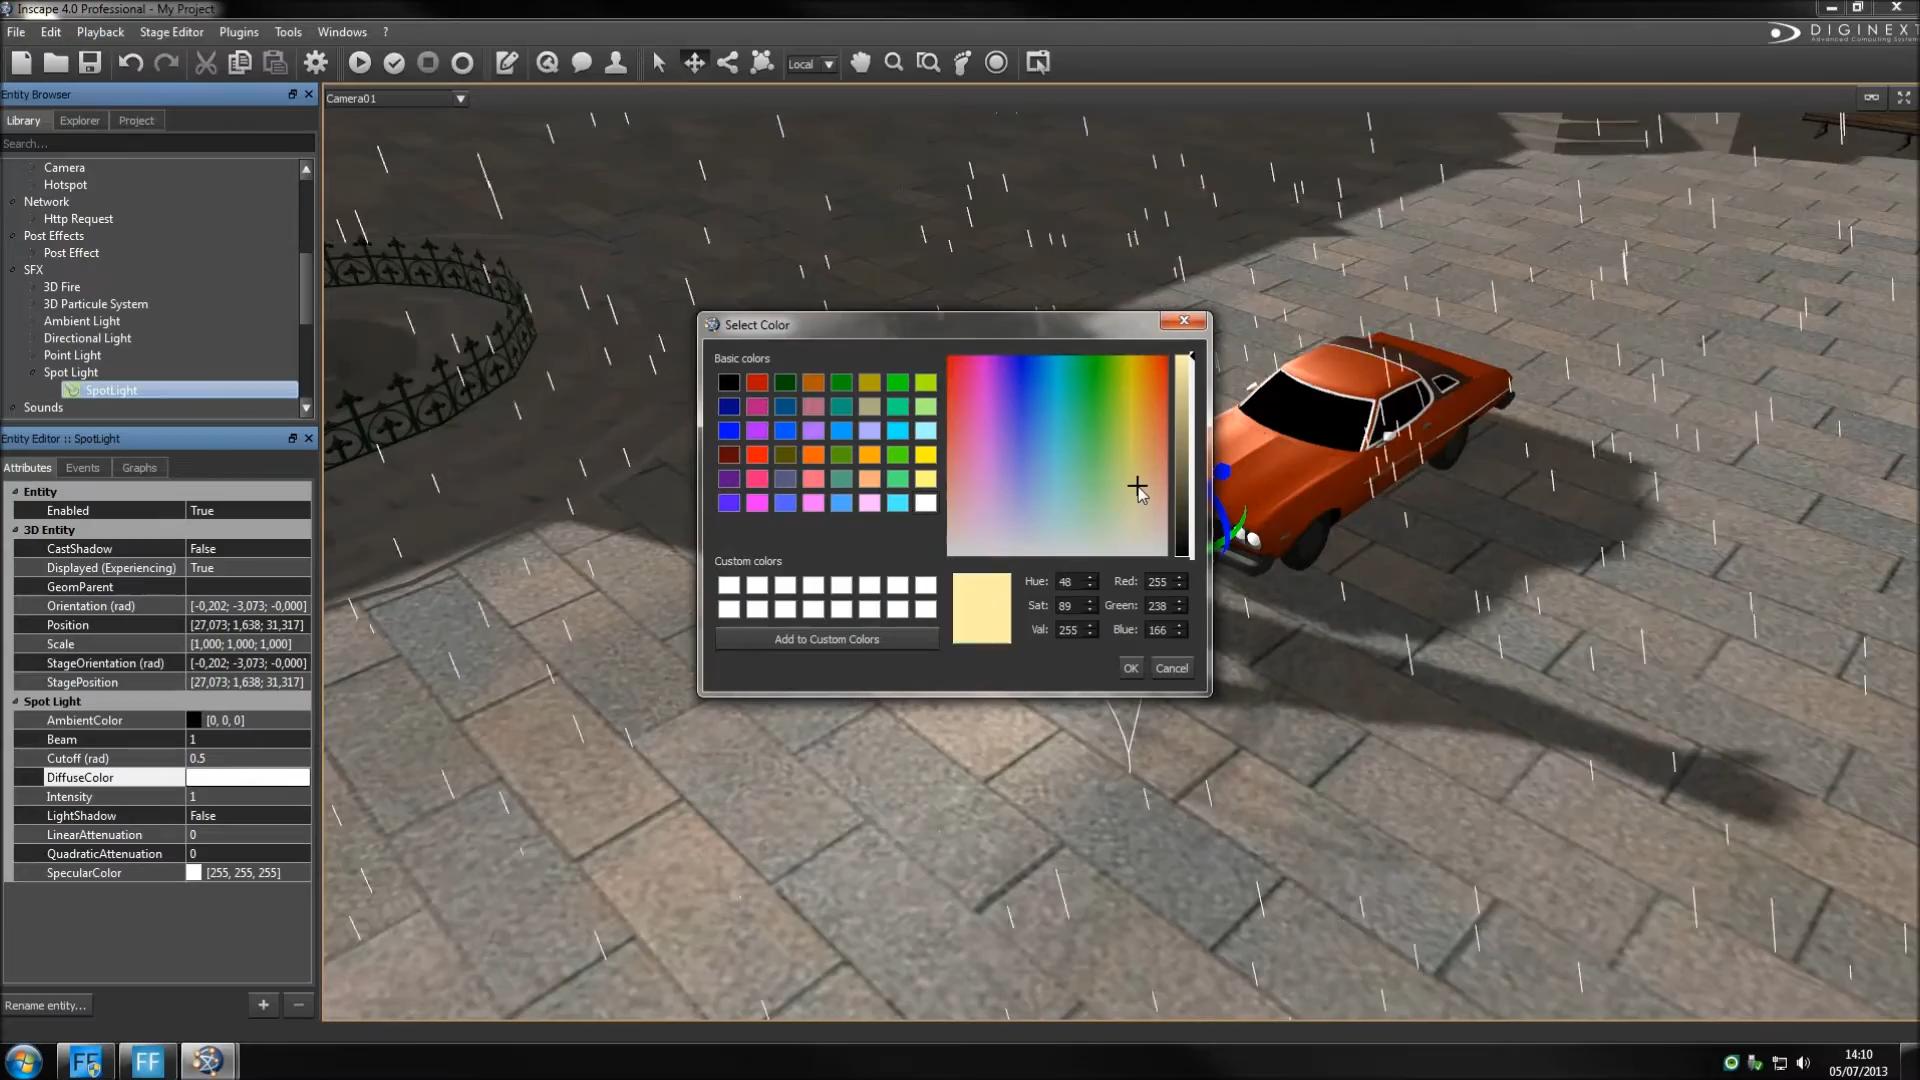 Inscape 4.0 Professional - My Project
File Edit Playback Stage Editor Plugins Tools Windows ?
DIGINEXT
Advanced Computing System
Local
Entity Browser
Camera01
Library Explorer Project
Search...
Camera
Hotspot
Network
Http Request
Post Effects
Post Effect
SFX
3D Fire
3D Particule System
Ambient Light
Directional Light
Point Light
Spot Light
SpotLight
Sounds
Entity Editor :: SpotLight
Attributes Events Graphs
Entity
Enabled True
3D Entity
CastShadow False
Displayed (Experiencing) True
GeomParent
Orientation (rad) [-0,202; -3,073; -0,000]
Position [27,073; 1,638; 31,317]
Scale [1,000; 1,000; 1,000]
StageOrientation (rad) [-0,202; -3,073; -0,000]
StagePosition [27,073; 1,638; 31,317]
Spot Light
AmbientColor [0, 0, 0]
Beam 1
Cutoff (rad) 0.5
DiffuseColor
Intensity 1
LightShadow False
LinearAttenuation 0
QuadraticAttenuation 0
SpecularColor [255, 255, 255]
Rename entity... + -
Select Color
Basic colors
Custom colors
Add to Custom Colors
Hue: 48 Red: 255
Sat: 89 Green: 238
Val: 255 Blue: 166
OK Cancel
FF FF
14:10
05/07/2013